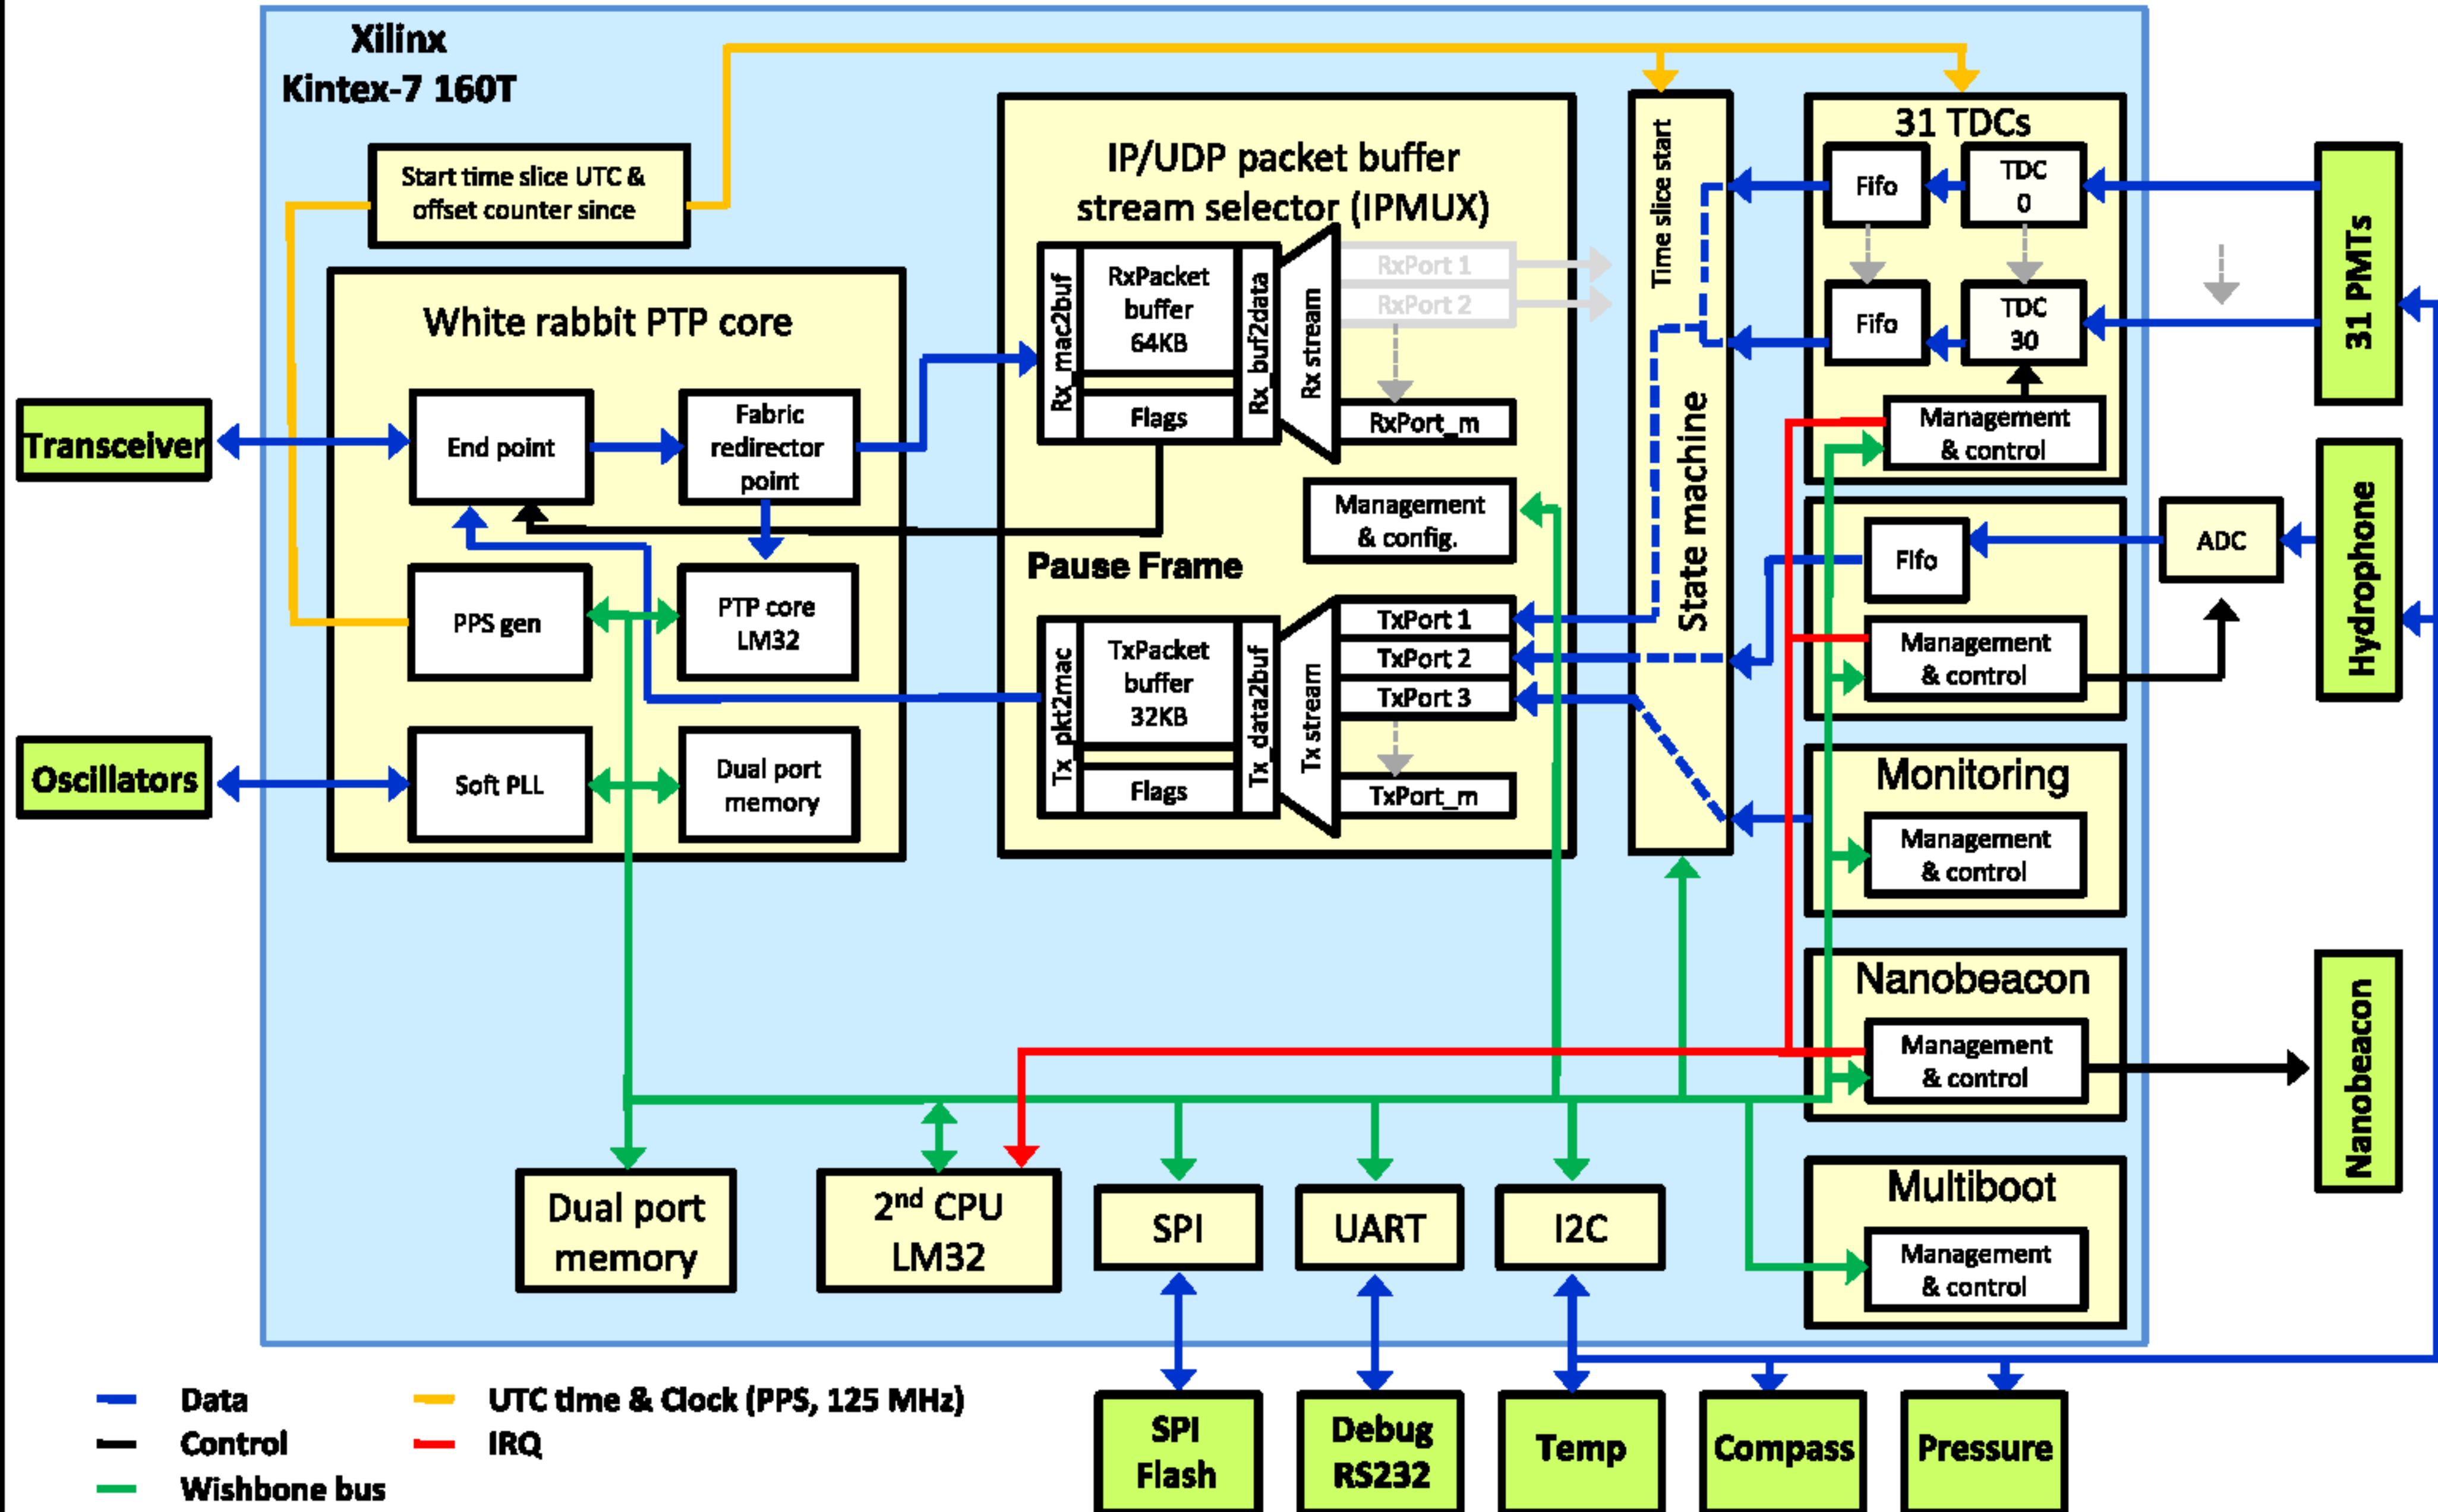 Xilinx
Kintex-7 160T
Start time slice UTC &
offset counter since
White rabbit PTP core
End point
Fabric
redirector
point
PPS gen
PTP core
LM32
Soft PLL
Dual port
memory
Transceiver
Oscillators
IP/UDP packet buffer
stream selector (IPMUX)
Rx_mac2buf
RxPacket
buffer
64KB
Flags
Rx_buf2data
Rx stream
RxPort 1
RxPort 2
RxPort_m
Management
& config.
Pause Frame
Tx_pkt2mac
TxPacket
buffer
32KB
Flags
Tx_data2buf
Tx stream
TxPort 1
TxPort 2
TxPort 3
TxPort_m
Time slice start
State machine
31 TDCs
Fifo
TDC
0
Fifo
TDC
30
Management
& control
Fifo
Management
& control
ADC
Monitoring
Management
& control
Nanobeacon
Management
& control
Multiboot
Management
& control
31 PMTs
Hydrophone
Nanobeacon
Dual port
memory
2nd CPU
LM32
SPI
UART
I2C
SPI
Flash
Debug
RS232
Temp
Compass
Pressure
Data
Control
Wishbone bus
UTC time & Clock (PPS, 125 MHz)
IRQ